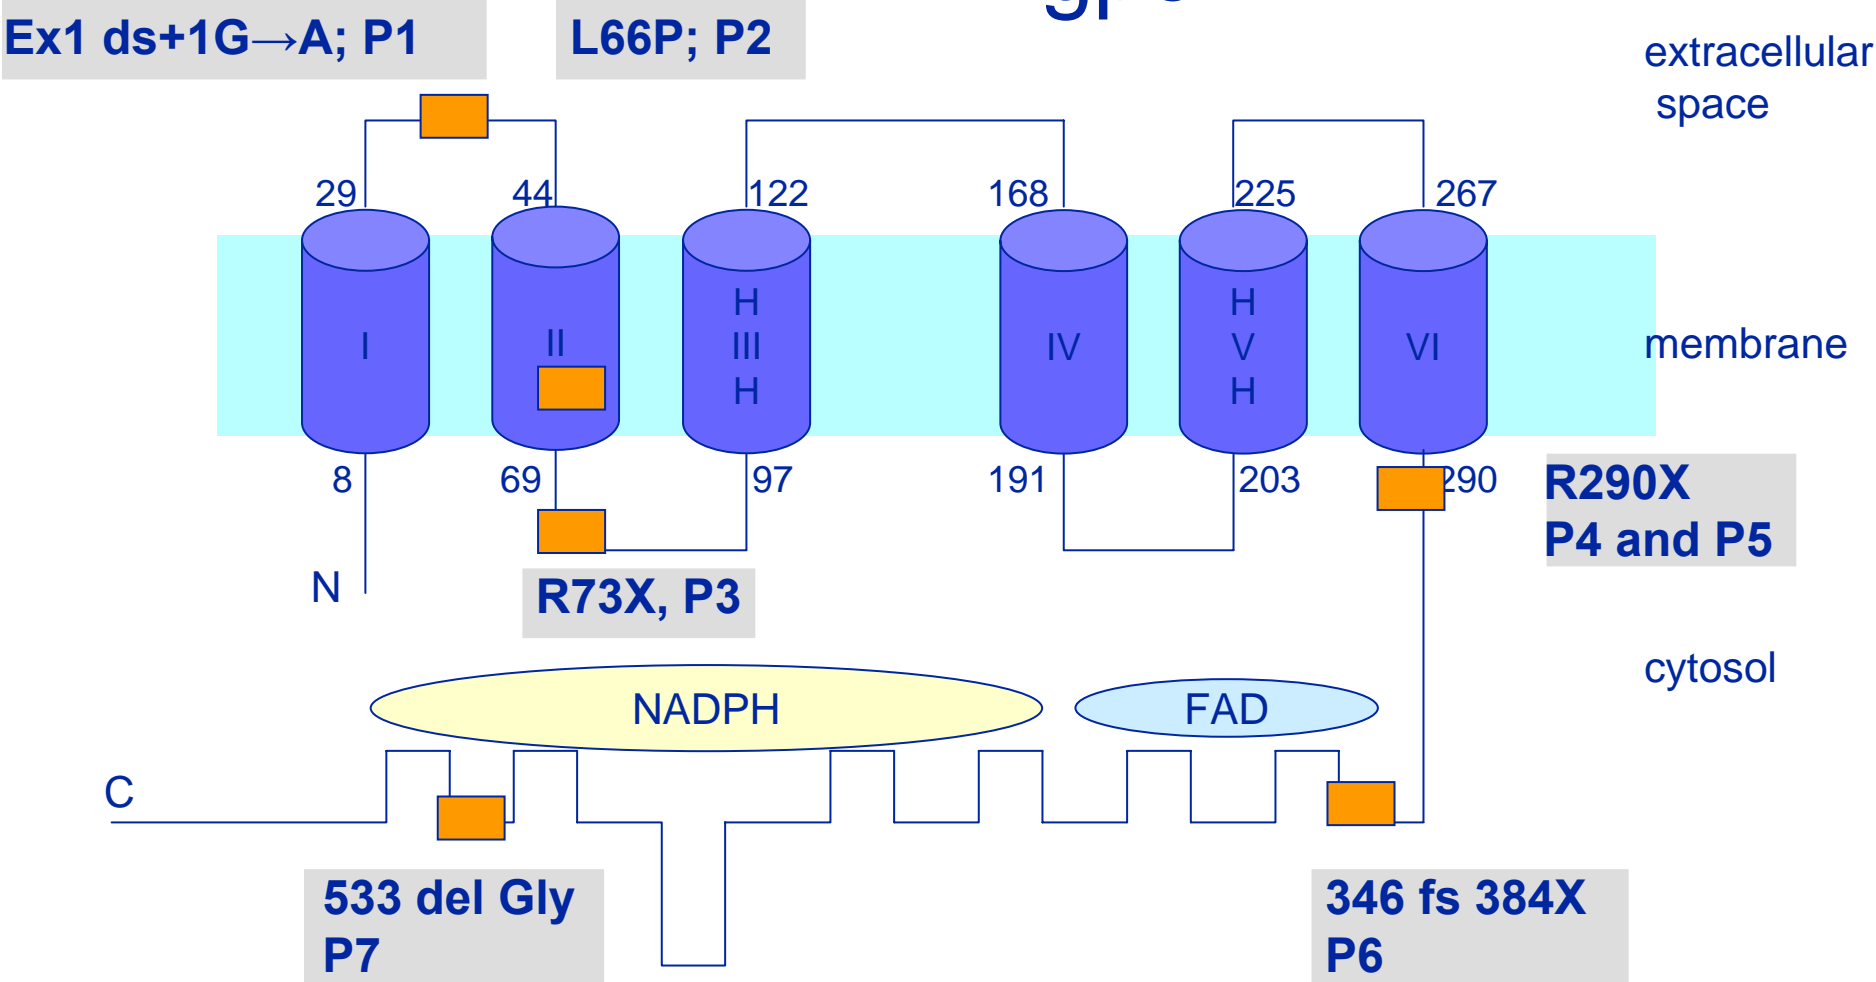 Ex1 ds+1G→A; P1
L66P; P2
extracellular
space
29
44
122
168
225
267
I
II
H
III
H
IV
H
V
H
VI
membrane
8
69
97
191
203
290
R290X
P4 and P5
N
R73X, P3
cytosol
NADPH
FAD
C
533 del Gly
P7
346 fs 384X
P6